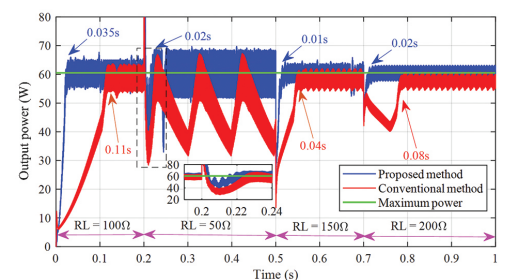 80
70
60
50
40
30
20
10
0
Output power (W)
0.035s
0.02s
0.01s
0.02s
0.11s
0.04s
0.08s
80
60
40
20
0.2
0.22
0.24
Proposed method
Conventional method
Maximum power
RL = 100Ω
RL = 50Ω
RL = 150Ω
RL = 200Ω
0 0.1 0.2 0.3 0.4 0.5 0.6 0.7 0.8 0.9 1
Time (s)